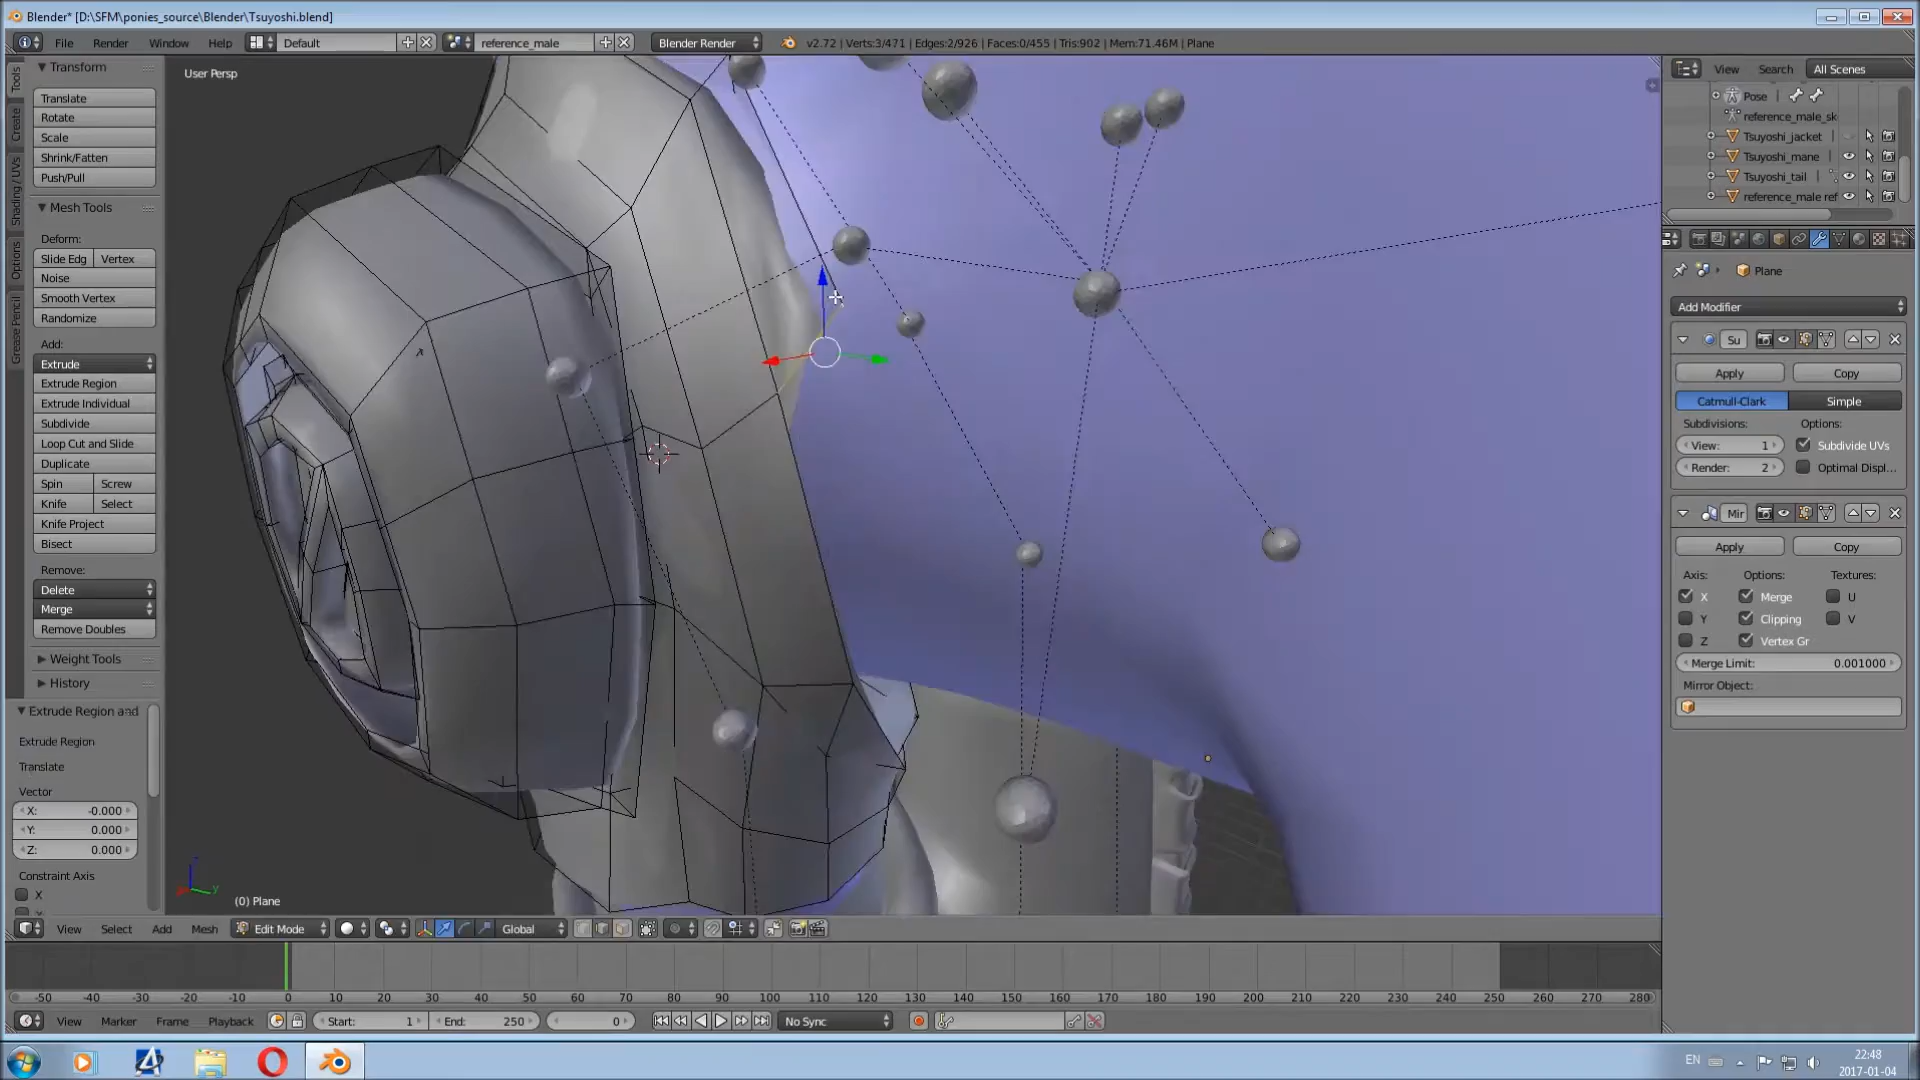 Blender* [D:\SFM\ponies_source\Blender\Tsuyoshi.blend]
File Render Window Help Default reference_male Blender Render v2.72 | Verts:3/471 | Edges:2/926 | Faces:0/455 | Tris:902 | Mem:71.46M | Plane
Tools
Create
Shading / UVs
Options
Grease Pencil
Transform
Translate
Rotate
Scale
Shrink/Fatten
Push/Pull
Mesh Tools
Deform:
Slide Edg Vertex
Noise
Smooth Vertex
Randomize
Add:
Extrude
Extrude Region
Extrude Individual
Subdivide
Loop Cut and Slide
Duplicate
Spin Screw
Knife Select
Knife Project
Bisect
Remove:
Delete
Merge
Remove Doubles
Weight Tools
History
Extrude Region and
Extrude Region
Translate
Vector
X: -0.000
Y: 0.000
Z: 0.000
Constraint Axis
X
User Persp
(0) Plane
View Search All Scenes
Pose
reference_male_sk
Tsuyoshi_jacket
Tsuyoshi_mane
Tsuyoshi_tail
reference_male ref
Plane
Add Modifier
Su
Apply Copy
Catmull-Clark Simple
Subdivisions: Options:
View: 1 Subdivide UVs
Render: 2 Optimal Displ...
Mir
Apply Copy
Axis: Options: Textures:
X Merge U
Y Clipping V
Z Vertex Gr
Merge Limit: 0.001000
Mirror Object:
View Select Add Mesh Edit Mode Global
-50 -40 -30 -20 -10 0 10 20 30 40 50 60 70 80 90 100 110 120 130 140 150 160 170 180 190 200 210 220 230 240 250 260 270 280
View Marker Frame Playback Start: 1 End: 250 0 No Sync
EN
22:48
2017-01-04